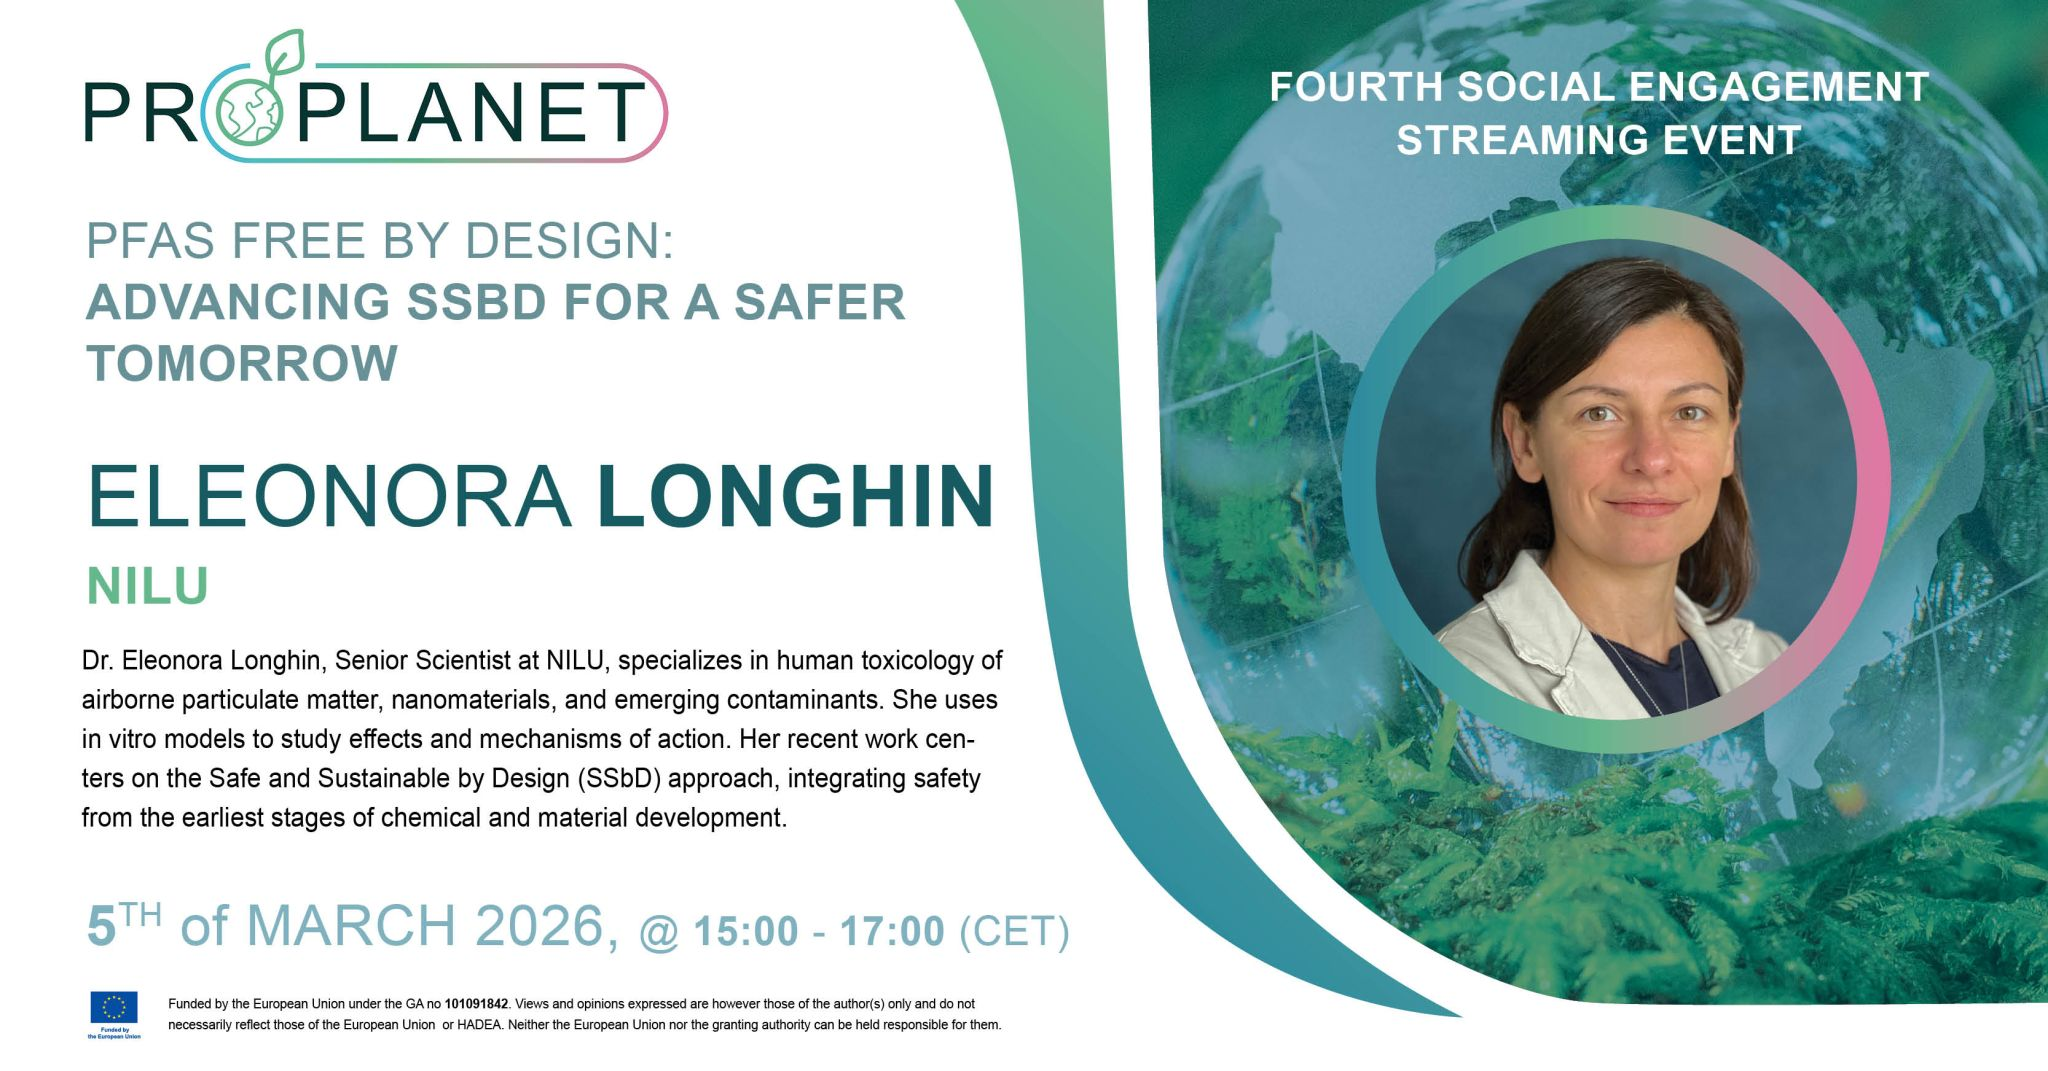 PROPLANET
PFAS FREE BY DESIGN:
ADVANCING SSBD FOR A SAFER
TOMORROW
ELEONORA LONGHIN
NILU
Dr. Eleonora Longhin, Senior Scientist at NILU, specializes in human toxicology of
airborne particulate matter, nanomaterials, and emerging contaminants. She uses
in vitro models to study effects and mechanisms of action. Her recent work cen-
ters on the Safe and Sustainable by Design (SSbD) approach, integrating safety
from the earliest stages of chemical and material development.
5TH of MARCH 2026, @ 15:00 - 17:00 (CET)
Funded by
the European Union
Funded by the European Union under the GA no 101091842. Views and opinions expressed are however those of the author(s) only and do not
necessarily reflect those of the European Union or HADEA. Neither the European Union nor the granting authority can be held responsible for them.
FOURTH SOCIAL ENGAGEMENT
STREAMING EVENT